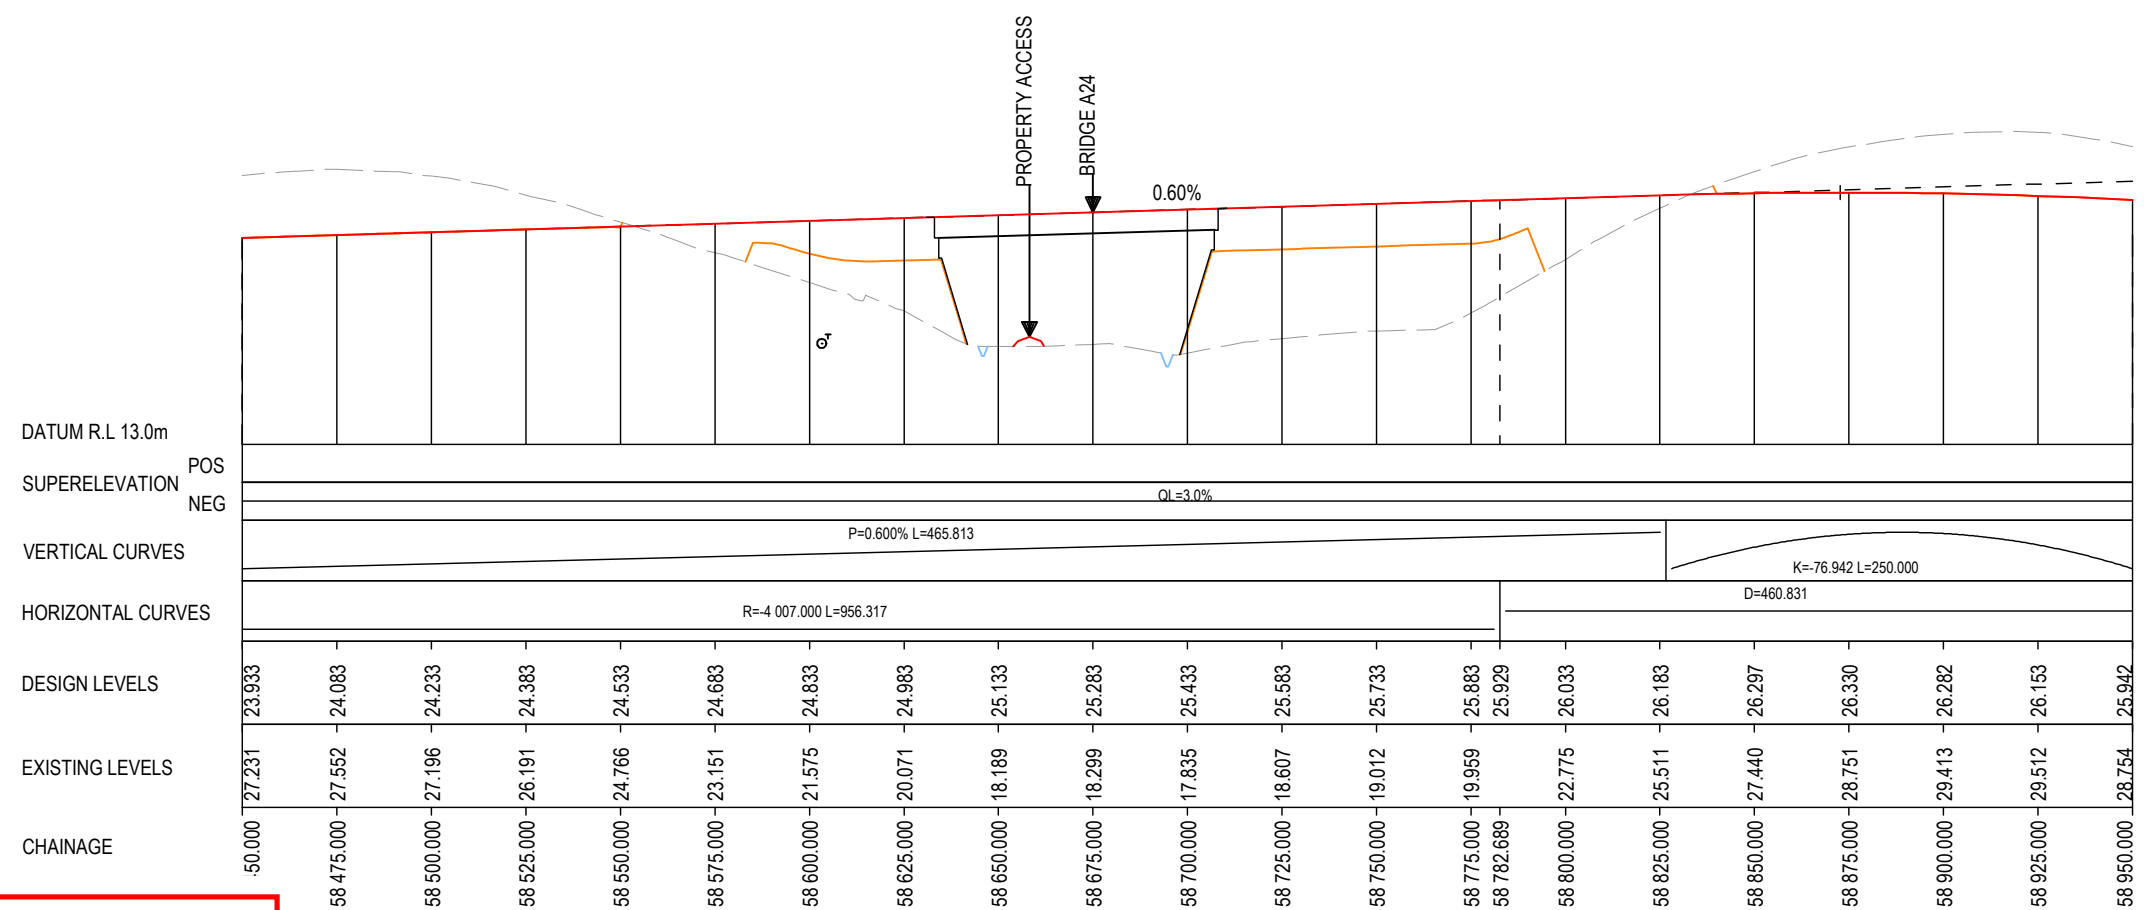 PROPERTY ACCESS
BRIDGE A24
0.60%
T
DATUM R.L 13.0m
SUPERELEVATION
POS
NEG
QL=3.0%
VERTICAL CURVES
P=0.600% L=465.813
K=-76.942 L=250.000
HORIZONTAL CURVES
R=-4 007.000 L=956.317
D=460.831
DESIGN LEVELS
23.933 24.083 24.233 24.383 24.533 24.683 24.833 24.983 25.133 25.283 25.433 25.583 25.733 25.883 25.929 26.033 26.183 26.297 26.330 26.282 26.153 25.942
EXISTING LEVELS
27.231 27.552 27.196 26.191 24.766 23.151 21.575 20.071 18.189 18.299 17.835 18.607 19.012 19.959 22.775 25.511 27.440 28.751 29.413 29.512 28.754
CHAINAGE
450.000 58 475.000 58 500.000 58 525.000 58 550.000 58 575.000 58 600.000 58 625.000 58 650.000 58 675.000 58 700.000 58 725.000 58 750.000 58 775.000 58 782.689 58 800.000 58 825.000 58 850.000 58 875.000 58 900.000 58 925.000 58 950.000